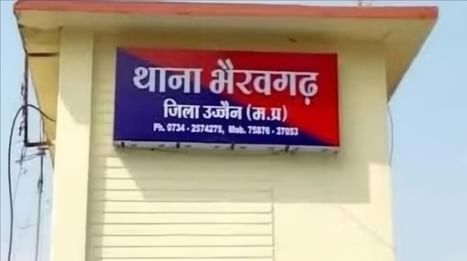 थाना भैरवगढ़
जिला उज्जैन (म.प्र)
Ph. 0734 - 2574275, Mob. 75876 - 37053